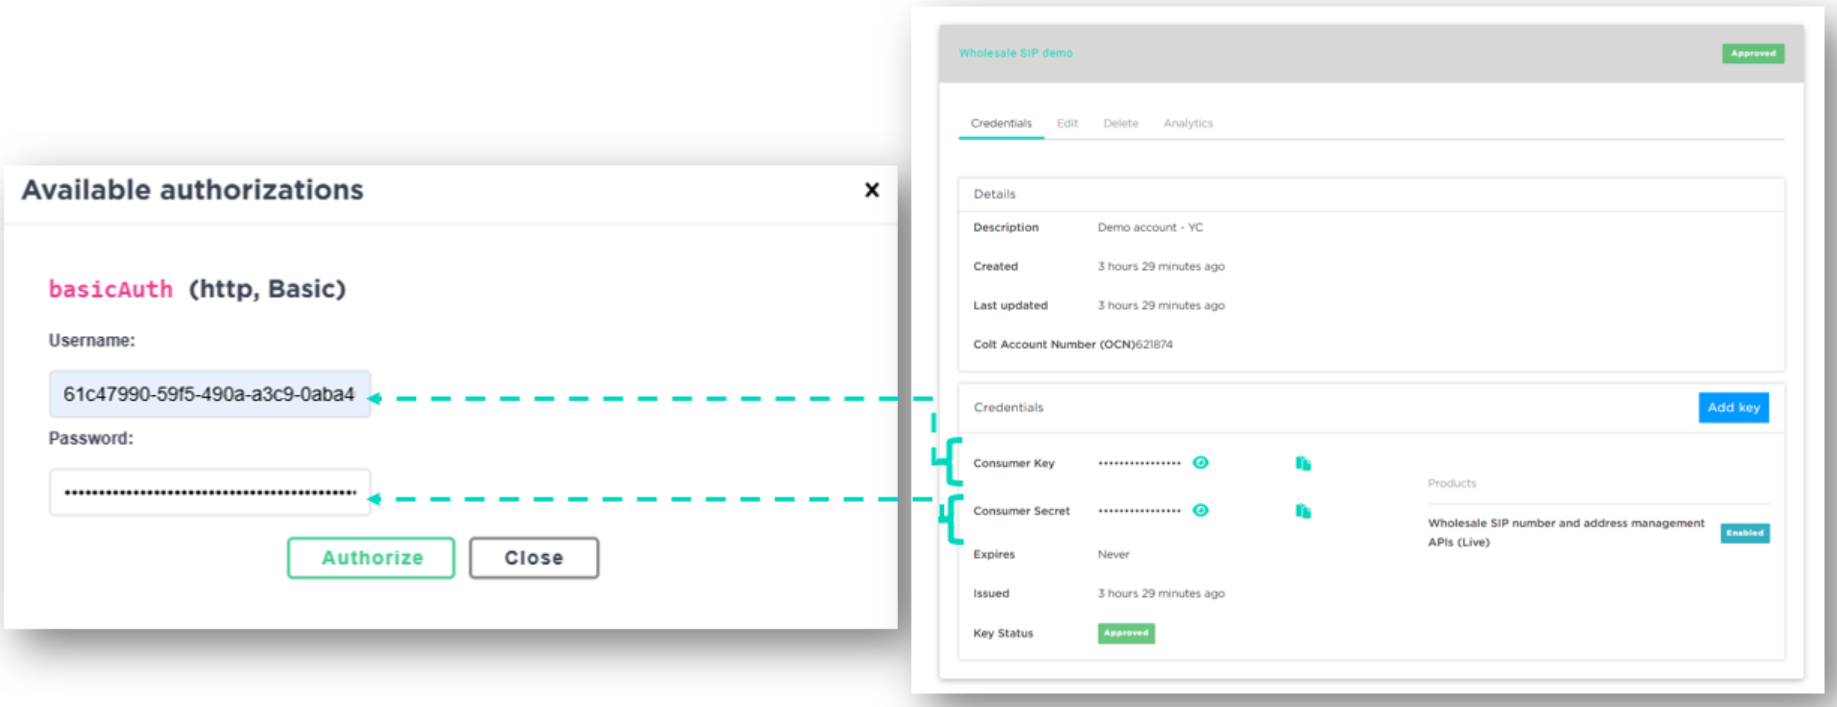 Available authorizations
×
basicAuth (http, Basic)
Username:
61c47990-59f5-490a-a3c9-0aba4
Password:
Authorize
Close
Wholesale SIP demo
Approved
Credentials Edit Delete Analytics
Details
Description Demo account - YC
Created 3 hours 29 minutes ago
Last updated 3 hours 29 minutes ago
Colt Account Number (OCN)621874
Credentials
Add key
Consumer Key ••••••••••••••••
Consumer Secret ••••••••••••••••
Expires Never
Issued 3 hours 29 minutes ago
Key Status Approved
Products
Wholesale SIP number and address management
APIs (Live)
Enabled